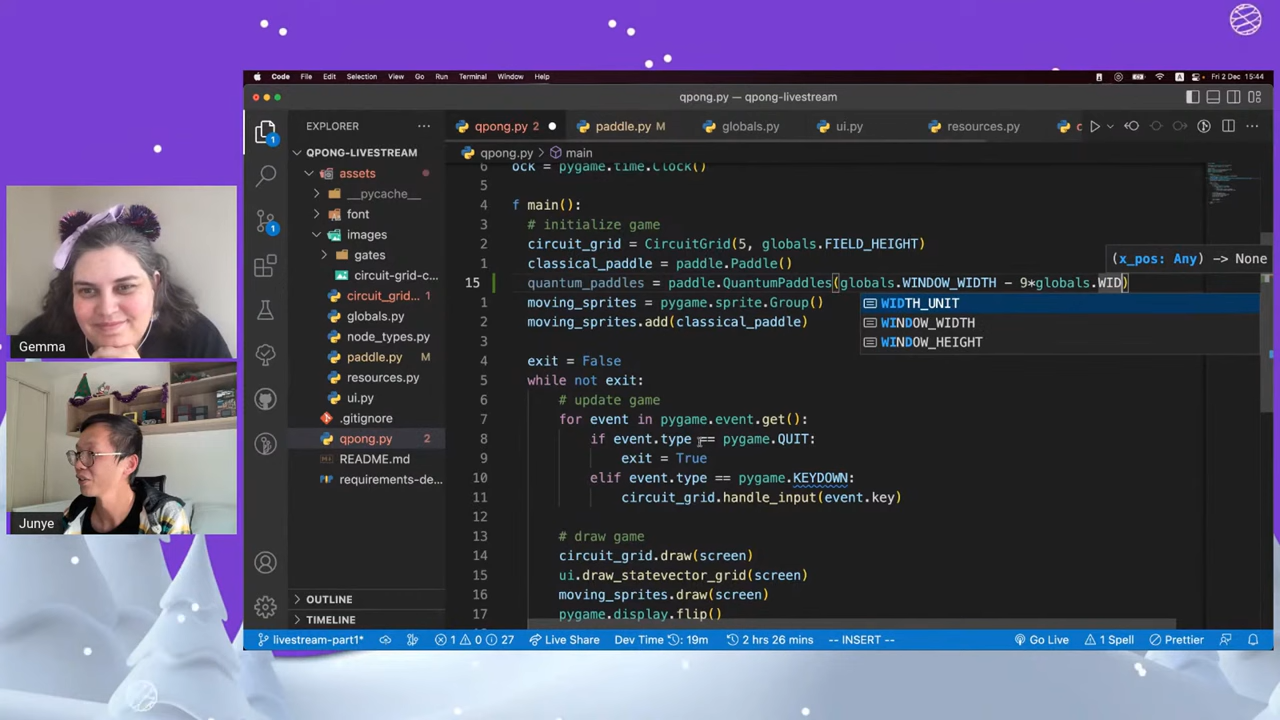 Code File Edit Selection View Go Run Terminal Window Help Fri 2 Dec 15:44
qpong.py — qpong-livestream
EXPLORER
qpong.py 2 paddle.py M globals.py ui.py resources.py c
QPONG-LIVESTREAM
qpong.py > main
assets
__pycache__
font
images
gates
circuit-grid-c...
circuit_grid...
globals.py
node_types.py
paddle.py M
resources.py
ui.py
.gitignore
qpong.py 2
README.md
requirements-de...
OUTLINE
TIMELINE
6 ock = pygame.time.Clock()
5
4 f main():
3 # initialize game
2 circuit_grid = CircuitGrid(5, globals.FIELD_HEIGHT)
1 classical_paddle = paddle.Paddle()
15 quantum_paddles = paddle.QuantumPaddles(globals.WINDOW_WIDTH - 9*globals.WID)
1 moving_sprites = pygame.sprite.Group()
2 moving_sprites.add(classical_paddle)
3
4 exit = False
5 while not exit:
6 # update game
7 for event in pygame.event.get():
8 if event.type == pygame.QUIT:
9 exit = True
10 elif event.type == pygame.KEYDOWN:
11 circuit_grid.handle_input(event.key)
12
13 # draw game
14 circuit_grid.draw(screen)
15 ui.draw_statevector_grid(screen)
16 moving_sprites.draw(screen)
17 pygame.display.flip()
(x_pos: Any) -> None
WIDTH_UNIT
WINDOW_WIDTH
WINDOW_HEIGHT
Gemma
Junye
livestream-part1* 1 0 27 Live Share Dev Time: 19m 2 hrs 26 mins -- INSERT -- Go Live 1 Spell Prettier